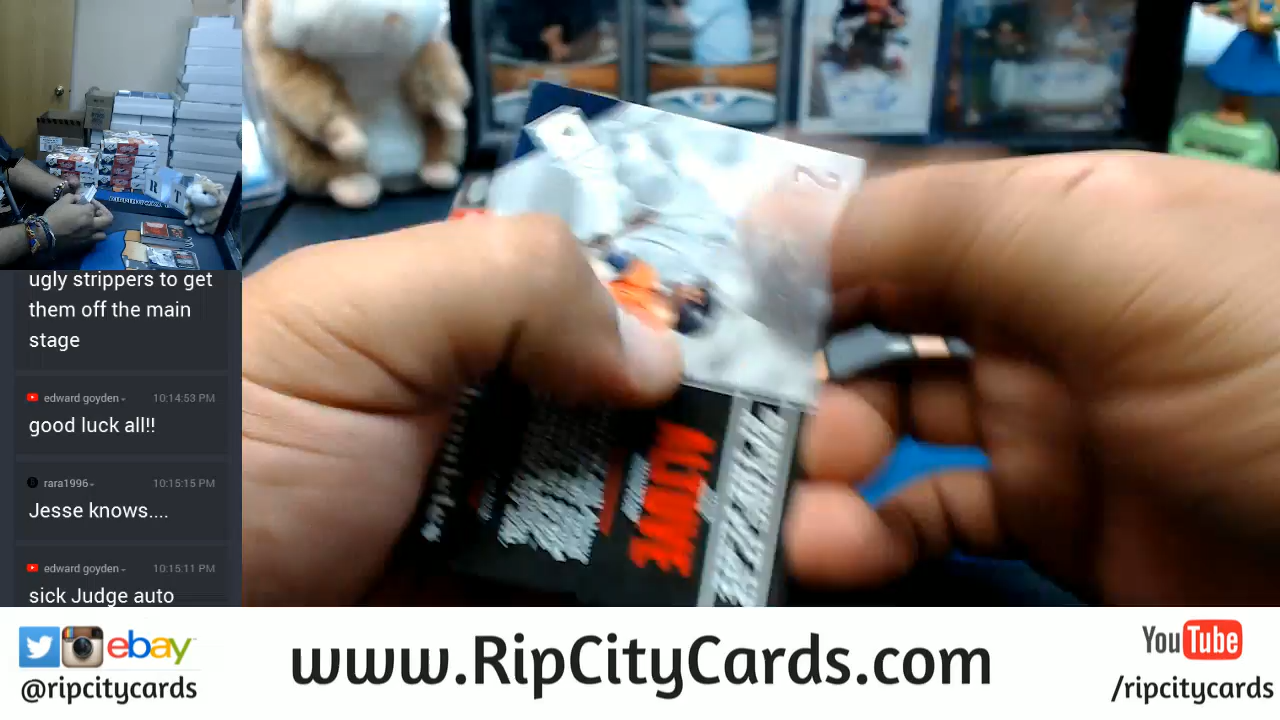 ugly strippers to get
them off the main
stage
edward goyden
10:14:53 PM
good luck all!!
rara1996
10:15:15 PM
Jesse knows....
edward goyden
10:15:11 PM
sick Judge auto
ALTUVE
ebay
@ripcitycards
www.RipCityCards.com
YouTube
/ripcitycards